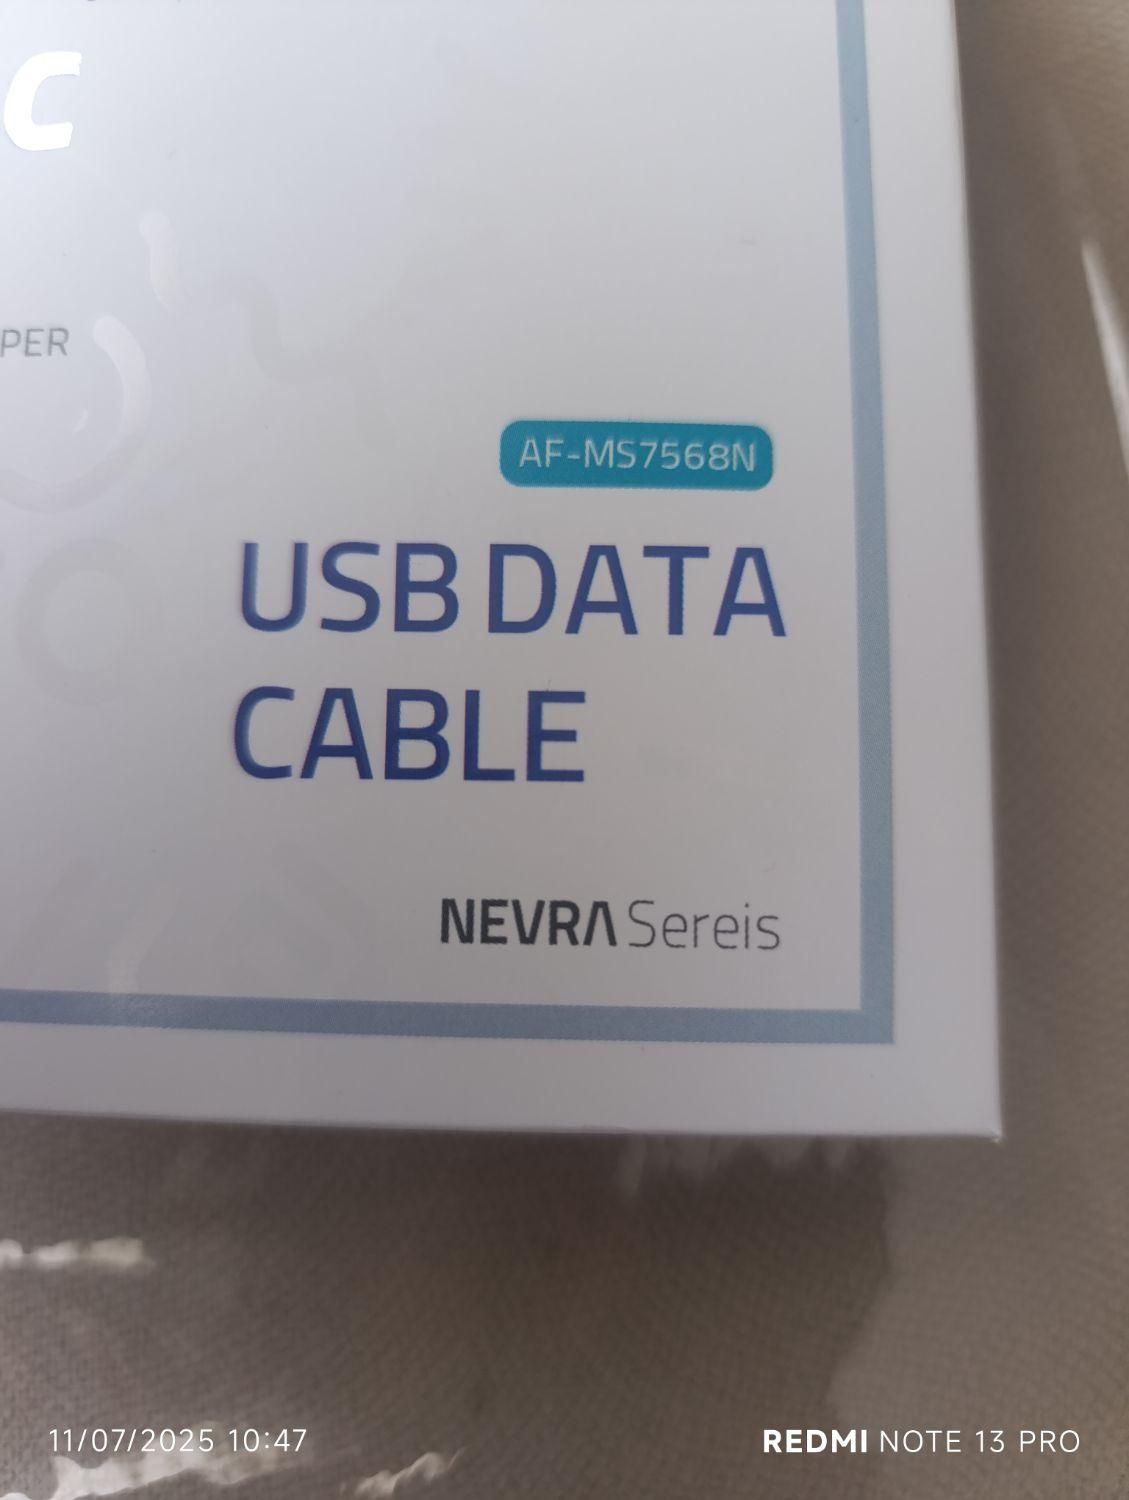 C
PER
AF-MS7568N
USB DATA
CABLE
NEVRA Sereis
11/07/2025 10:47
REDMI NOTE 13 PRO